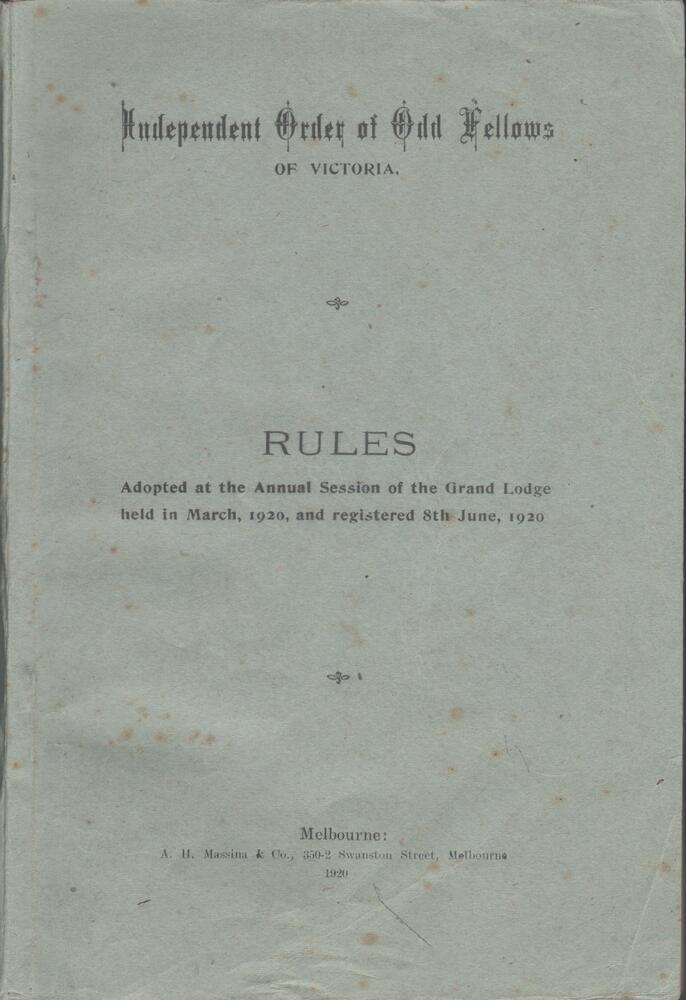 Independent Order of Odd Fellows
OF VICTORIA.
RULES
Adopted at the Annual Session of the Grand Lodge
held in March, 1920, and registered 8th June, 1920
Melbourne:
A. H. Massina & Co., 350-2 Swanston Street, Melbourne
1920